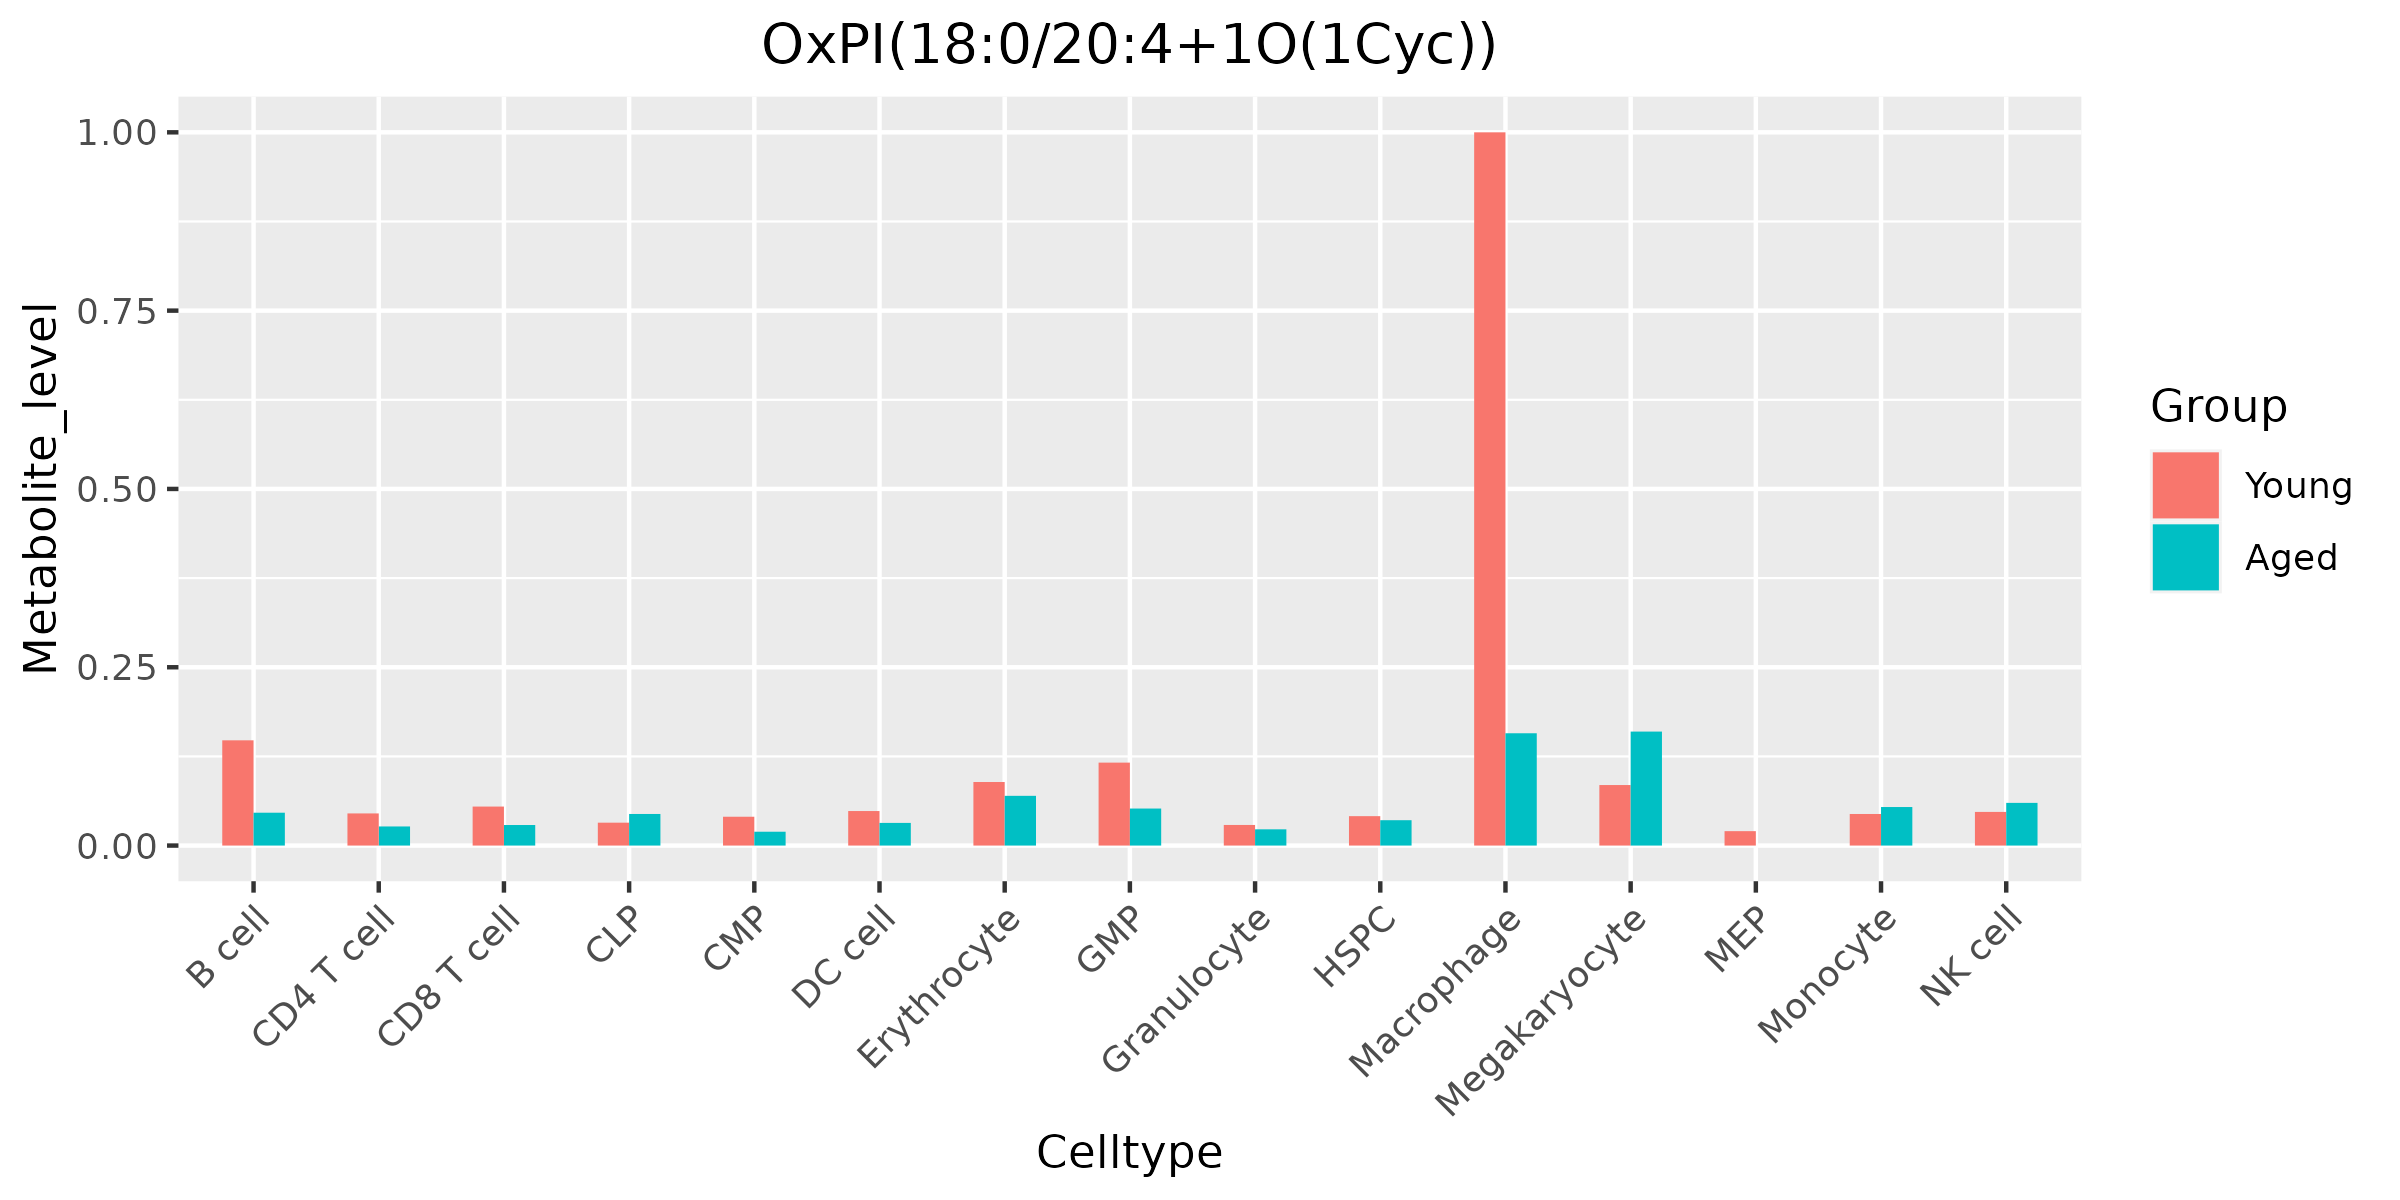 OxPI(18:0/20:4+1O(1Cyc))
Metabolite_level
1.00
0.75
0.50
0.25
0.00
B cell
CD4 T cell
CD8 T cell
CLP
CMP
DC cell
Erythrocyte
GMP
Granulocyte
HSPC
Macrophage
Megakaryocyte
MEP
Monocyte
NK cell
Celltype
Group
Young
Aged